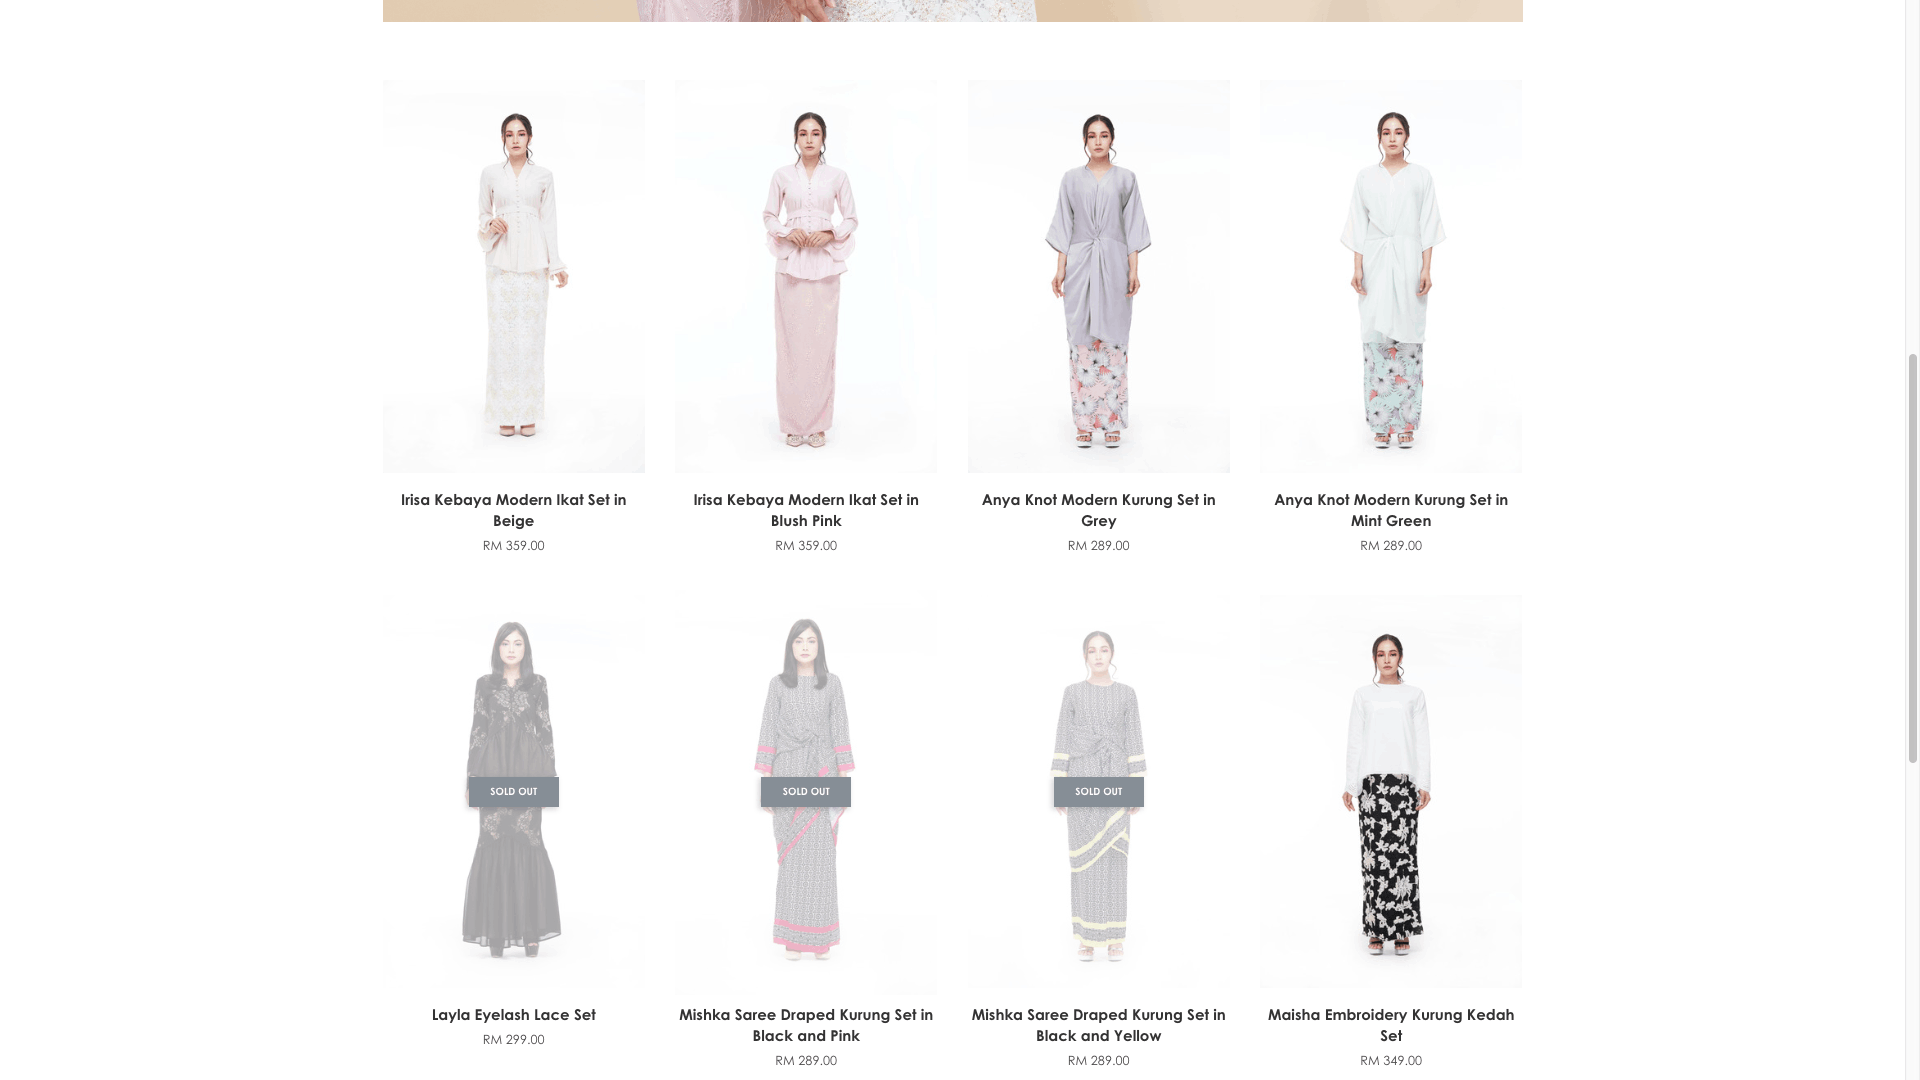 Irisa Kebaya Modern Ikat Set in
Beige
RM 359.00
Irisa Kebaya Modern Ikat Set in
Blush Pink
RM 359.00
Anya Knot Modern Kurung Set in
Grey
RM 289.00
Anya Knot Modern Kurung Set in
Mint Green
RM 289.00
SOLD OUT
Layla Eyelash Lace Set
RM 299.00
SOLD OUT
Mishka Saree Draped Kurung Set in
Black and Pink
RM 289.00
SOLD OUT
Mishka Saree Draped Kurung Set in
Black and Yellow
RM 289.00
Maisha Embroidery Kurung Kedah
Set
RM 349.00